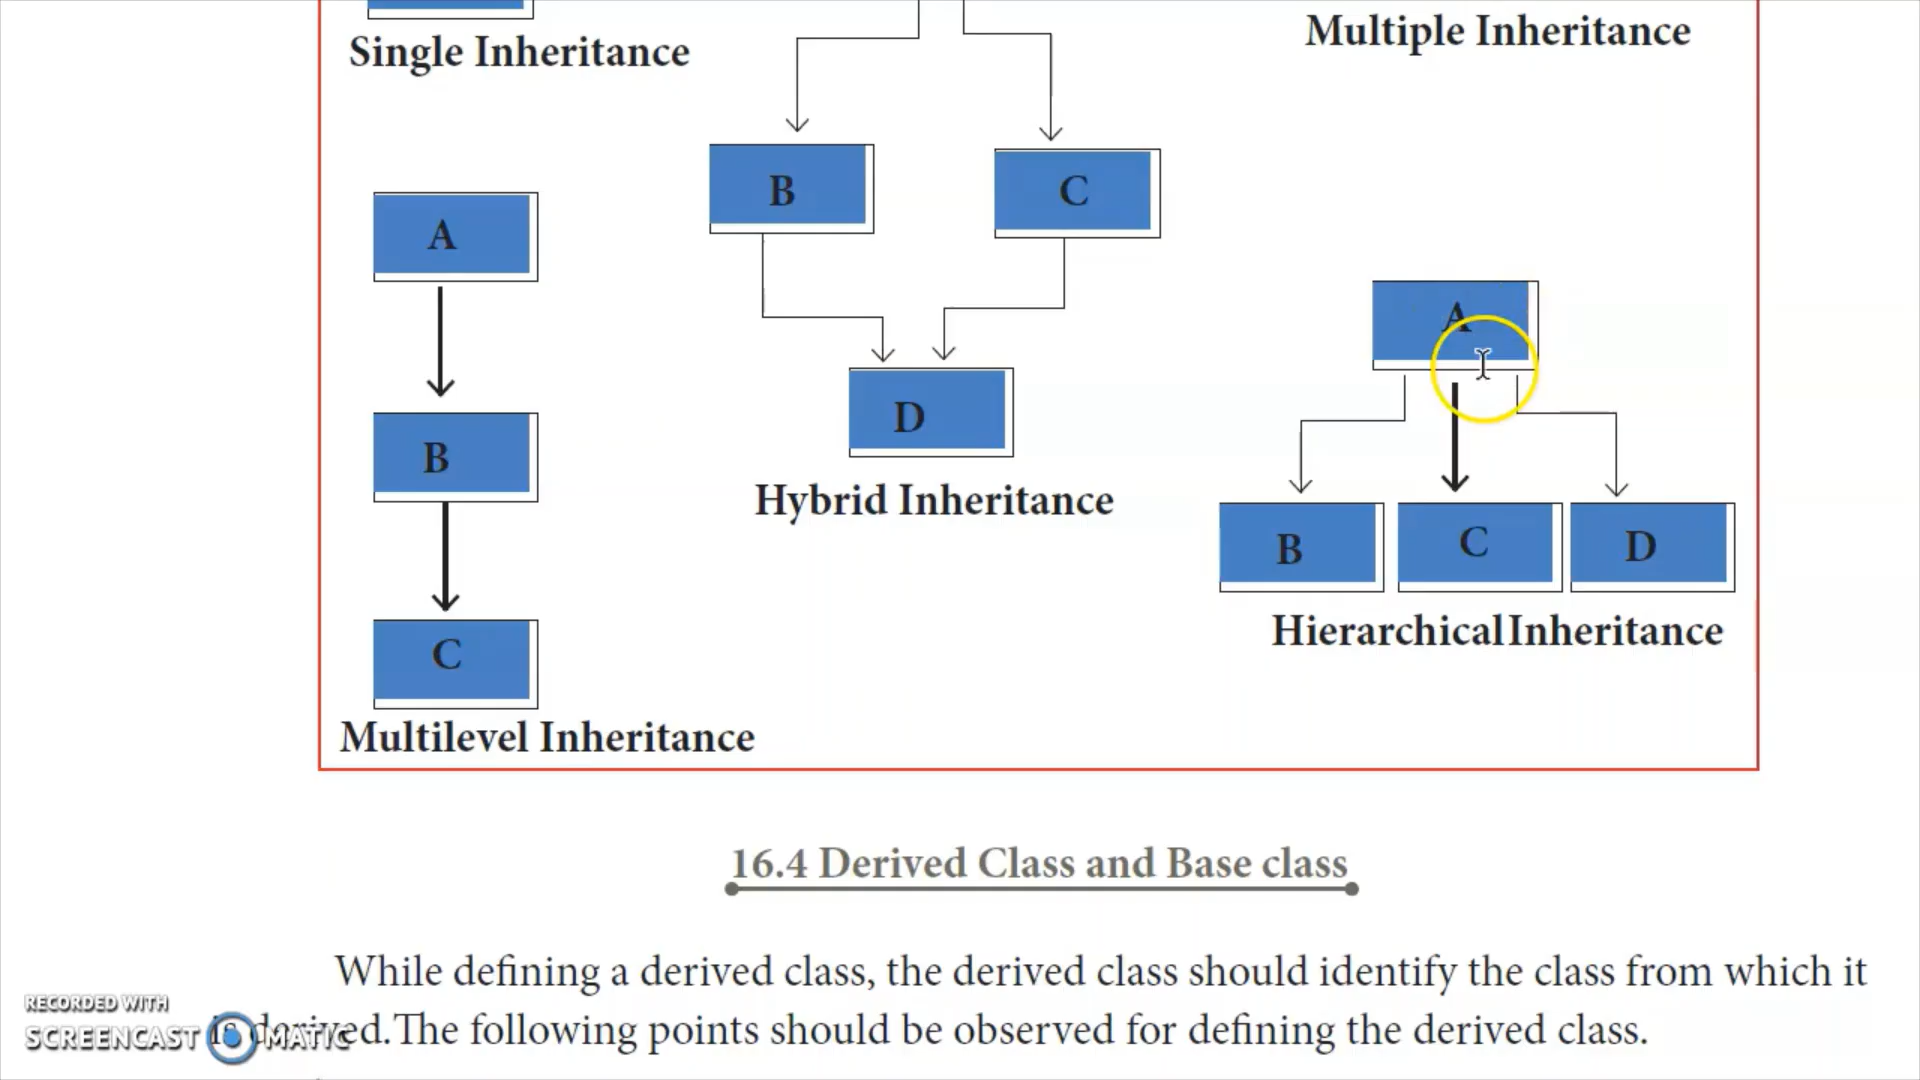 Single Inheritance
Multiple Inheritance
B
C
A
A
D
B
Hybrid Inheritance
B
C
D
Hierarchical Inheritance
C
Multilevel Inheritance
16.4 Derived Class and Base class
While defining a derived class, the derived class should identify the class from which it
is derived. The following points should be observed for defining the derived class.
RECORDED WITH
SCREENCAST MATIC